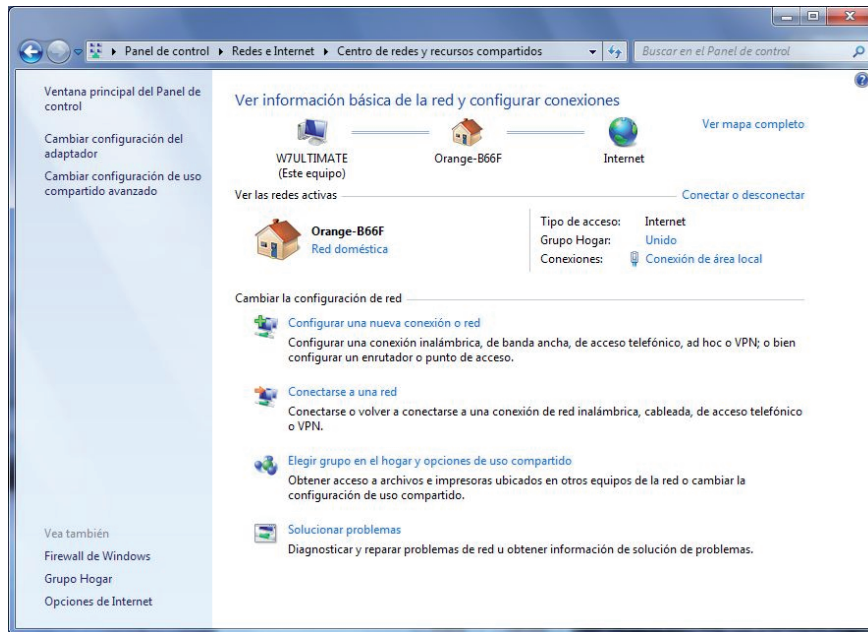 Panel de control
Redes e Internet
Centro de redes y recursos compartidos
Buscar en el Panel de control
Ventana principal del Panel de
control
Cambiar configuración del
adaptador
Cambiar configuración de uso
compartido avanzado
Vea también
Firewall de Windows
Grupo Hogar
Opciones de Internet
Ver información básica de la red y configurar conexiones
W7ULTIMATE
(Este equipo)
Orange-B66F
Internet
Ver mapa completo
Ver las redes activas
Conectar o desconectar
Orange-B66F
Red doméstica
Tipo de acceso: Internet
Grupo Hogar: Unido
Conexiones: Conexión de área local
Cambiar la configuración de red
Configurar una nueva conexión o red
Configurar una conexión inalámbrica, de banda ancha, de acceso telefónico, ad hoc o VPN; o bien
configurar un enrutador o punto de acceso.
Conectarse a una red
Conectarse o volver a conectarse a una conexión de red inalámbrica, cableada, de acceso telefónico
o VPN.
Elegir grupo en el hogar y opciones de uso compartido
Obtener acceso a archivos e impresoras ubicados en otros equipos de la red o cambiar la
configuración de uso compartido.
Solucionar problemas
Diagnosticar y reparar problemas de red u obtener información de solución de problemas.